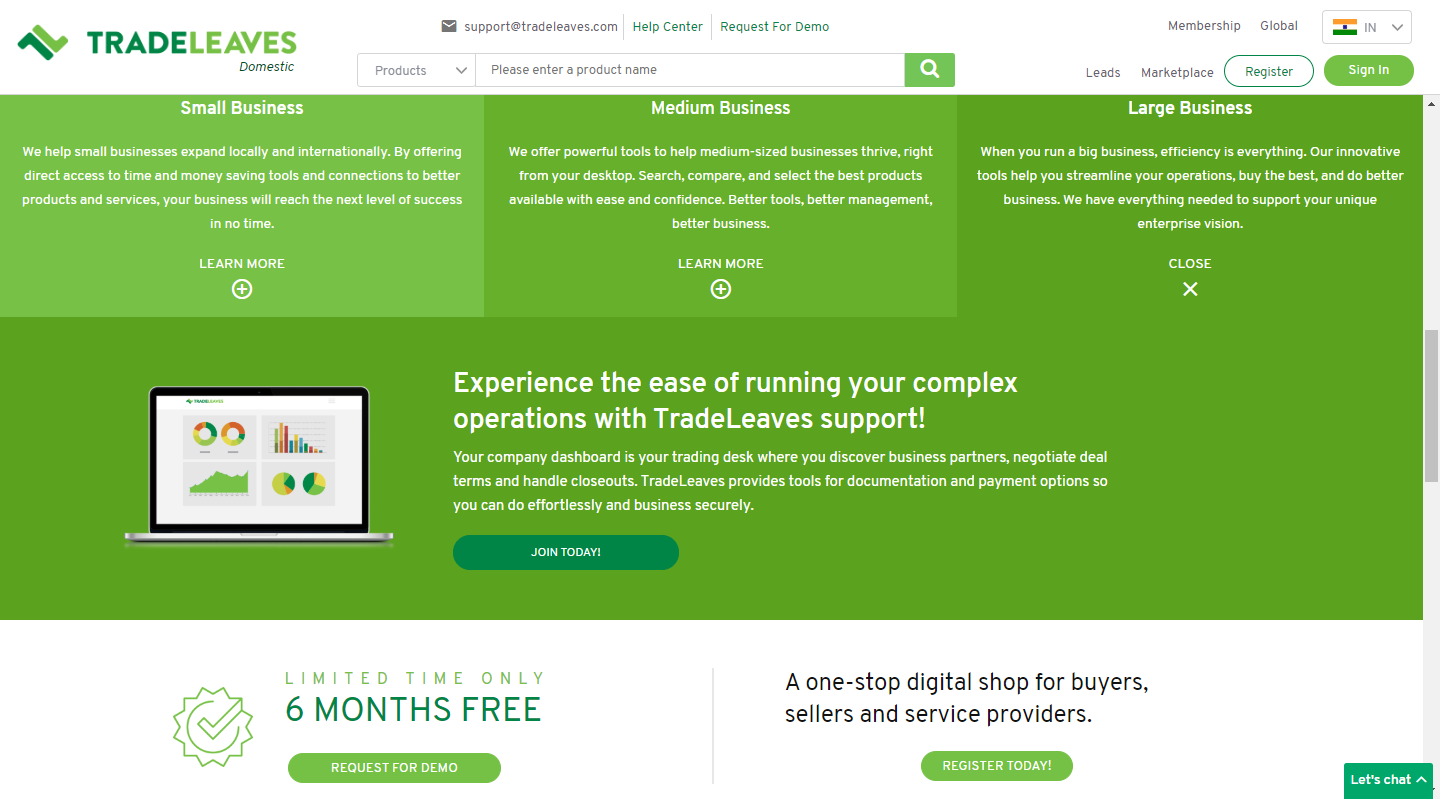 support@tradeleaves.com
Help Center
Request For Demo
Membership
Global
IN
TRADELEAVES
Domestic
Products
Please enter a product name
Leads
Marketplace
Register
Sign In
Small Business
We help small businesses expand locally and internationally. By offering
direct access to time and money saving tools and connections to better
products and services, your business will reach the next level of success
in no time.
LEARN MORE
Medium Business
We offer powerful tools to help medium-sized businesses thrive, right
from your desktop. Search, compare, and select the best products
available with ease and confidence. Better tools, better management,
better business.
LEARN MORE
Large Business
When you run a big business, efficiency is everything. Our innovative
tools help you streamline your operations, buy the best, and do better
business. We have everything needed to support your unique
enterprise vision.
CLOSE
TRADELEAVES
Experience the ease of running your complex
operations with TradeLeaves support!
Your company dashboard is your trading desk where you discover business partners, negotiate deal
terms and handle closeouts. TradeLeaves provides tools for documentation and payment options so
you can do effortlessly and business securely.
JOIN TODAY!
LIMITED TIME ONLY
6 MONTHS FREE
REQUEST FOR DEMO
A one-stop digital shop for buyers,
sellers and service providers.
REGISTER TODAY!
Let's chat